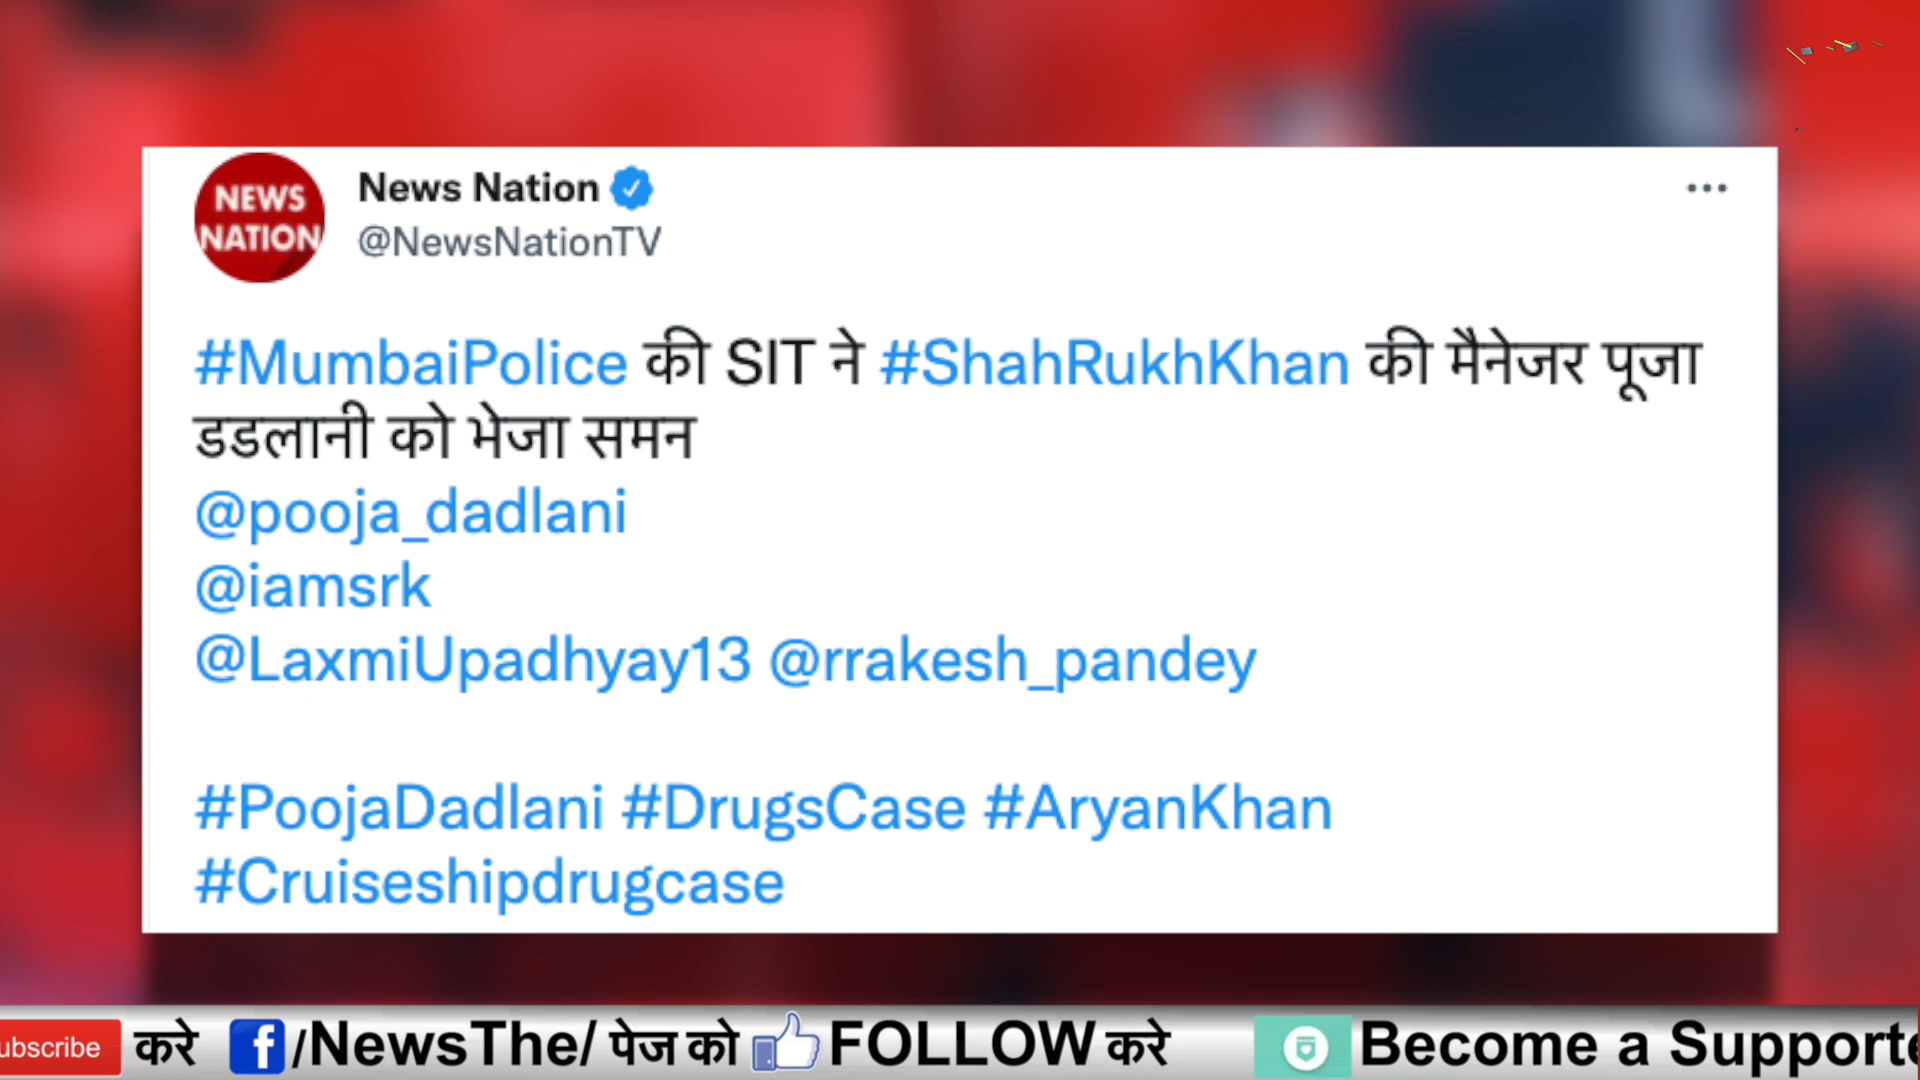 NEWS
NATION
News Nation
@NewsNationTV
#MumbaiPolice की SIT ने #ShahRukhKhan की मैनेजर पूजा
डडलानी को भेजा समन
@pooja_dadlani
@iamsrk
@LaxmiUpadhyay13 @rrakesh_pandey
#PoojaDadlani #DrugsCase #AryanKhan
#Cruiseshipdrugcase
ubscribe करे f/NewsThe/ पेज को FOLLOW करे Become a Supporte